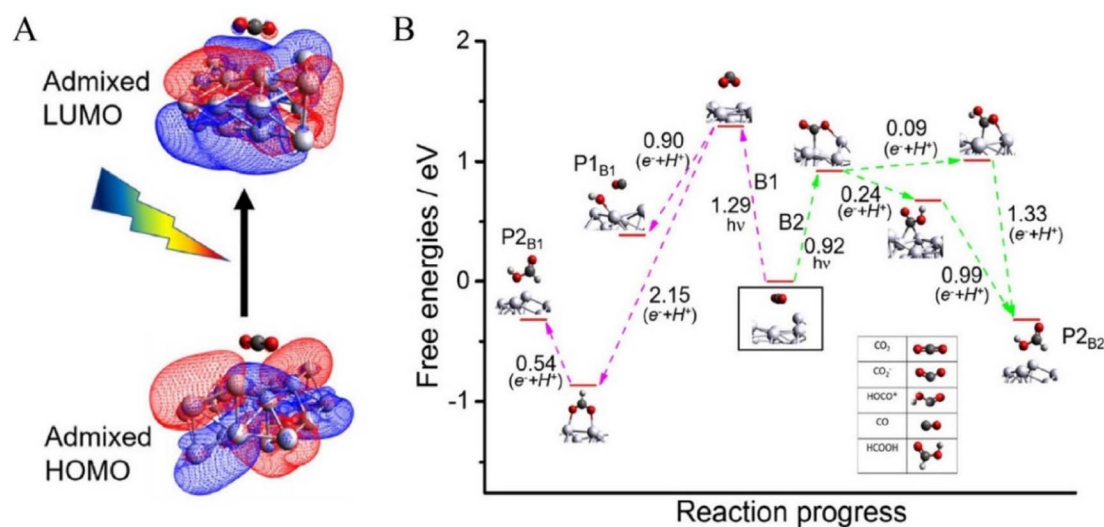 A
Admixed
LUMO
Admixed
HOMO
B
Free energies / eV
2
1
0
-1
Reaction progress
P2B1
0.54
(e⁻+H⁺)
P1B1
0.90
(e⁻+H⁺)
2.15
(e⁻+H⁺)
B1
1.29
hν
B2
0.92
hν
0.09
(e⁻+H⁺)
0.24
(e⁻+H⁺)
1.33
(e⁻+H⁺)
0.99
(e⁻+H⁺)
P2B2
CO₂
CO₂⁻
HOCO*
CO
HCOOH